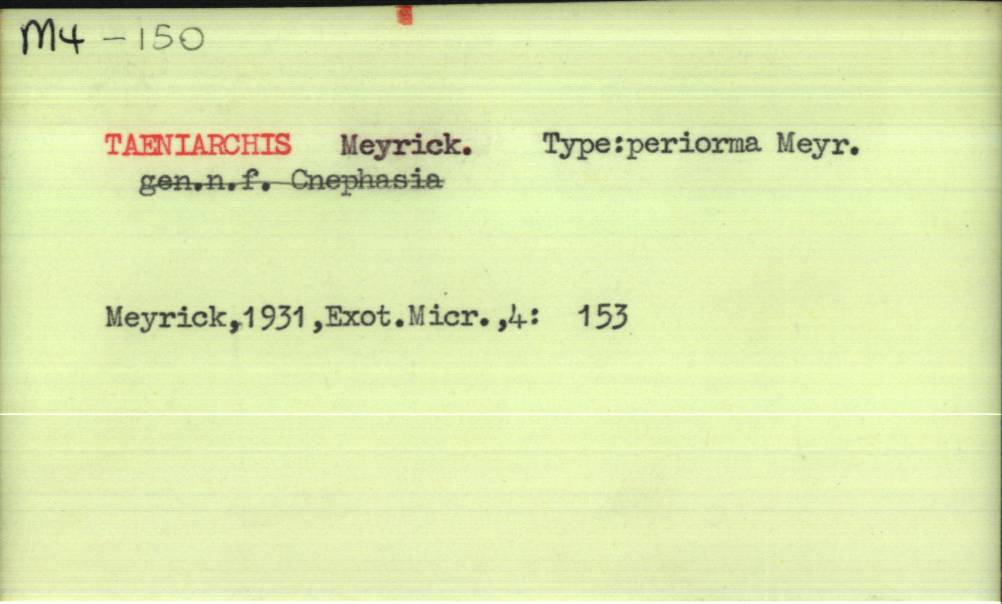 M4 - 150
TAENIARCHIS Meyrick. Type:periorma Meyr.
gen.n.f. Cnephasia
Meyrick,1931,Exot.Micr.,4: 153